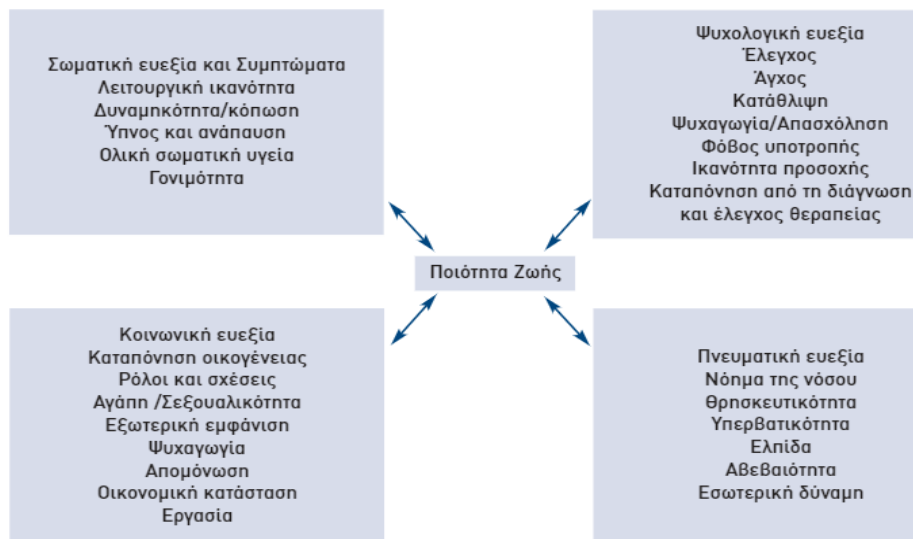 Σωματική ευεξία και Συμπτώματα
Λειτουργική ικανότητα
Δυναμηκότητα/κόπωση
Ύπνος και ανάπαυση
Ολική σωματική υγεία
Γονιμότητα
Ψυχολογική ευεξία
Έλεγχος
Άγχος
Κατάθλιψη
Ψυχαγωγία/Απασχόληση
Φόβος υποτροπής
Ικανότητα προσοχής
Καταπόνηση από τη διάγνωση
και έλεγχος θεραπείας
Ποιότητα Ζωής
Κοινωνική ευεξία
Καταπόνηση οικογένειας
Ρόλοι και σχέσεις
Αγάπη /Σεξουαλικότητα
Εξωτερική εμφάνιση
Ψυχαγωγία
Απομόνωση
Οικονομική κατάσταση
Εργασία
Πνευματική ευεξία
Νόημα της νόσου
Θρησκευτικότητα
Υπερβατικότητα
Ελπίδα
Αβεβαιότητα
Εσωτερική δύναμη